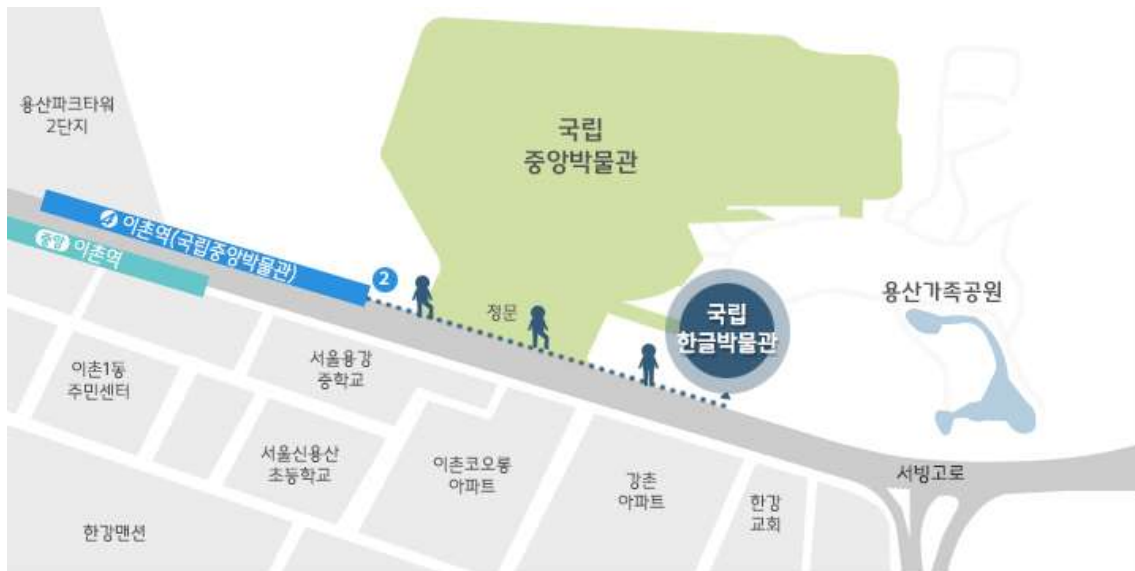 용산파크타워
2단지
국립
중앙박물관
4 이촌역(국립중앙박물관)
중앙 이촌역
2
정문
국립
한글박물관
용산가족공원
이촌1동
주민센터
서울용강
중학교
서울신용산
초등학교
이촌코오롱
아파트
강촌
아파트
한강
교회
서빙고로
한강맨션